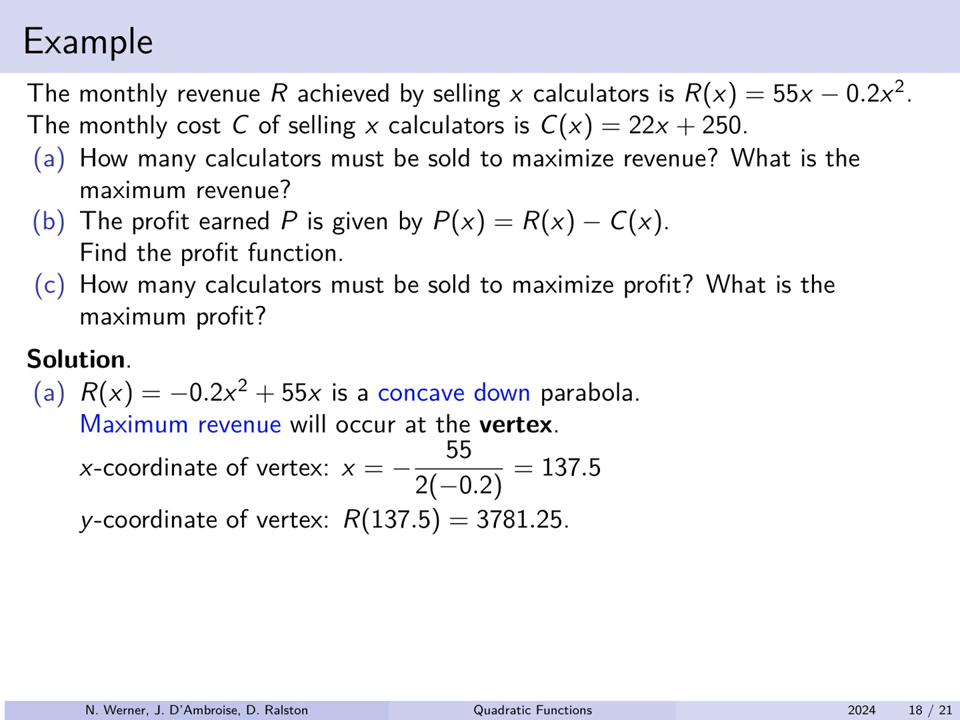 Example
The monthly revenue R achieved by selling x calculators is R(x) = 55x − 0.2x².
The monthly cost C of selling x calculators is C(x) = 22x + 250.
(a) How many calculators must be sold to maximize revenue? What is the
maximum revenue?
(b) The profit earned P is given by P(x) = R(x) − C(x).
Find the profit function.
(c) How many calculators must be sold to maximize profit? What is the
maximum profit?
Solution.
(a) R(x) = −0.2x² + 55x is a concave down parabola.
Maximum revenue will occur at the vertex.
x-coordinate of vertex: x = − 55 / 2(−0.2) = 137.5
y-coordinate of vertex: R(137.5) = 3781.25.
N. Werner, J. D'Ambroise, D. Ralston Quadratic Functions 2024 18 / 21